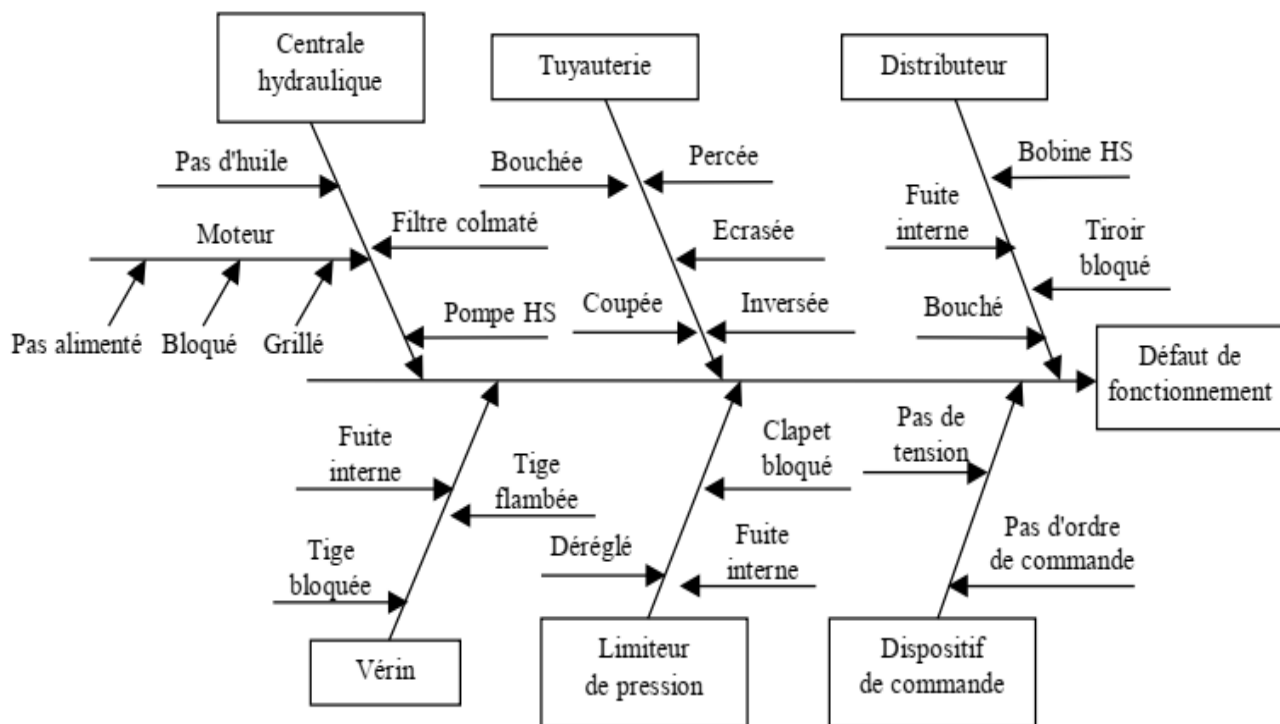 Centrale
hydraulique
Tuyauterie
Distributeur
Pas d'huile
Bouchée
Percée
Bobine HS
Moteur
Filtre colmaté
Ecrasée
Fuite
interne
Tiroir
bloqué
Pas alimenté
Bloqué
Grillé
Pompe HS
Coupée
Inversée
Bouché
Défaut de
fonctionnement
Fuite
interne
Tige
flambée
Clapet
bloqué
Pas de
tension
Tige
bloquée
Déréglé
Fuite
interne
Pas d'ordre
de commande
Vérin
Limiteur
de pression
Dispositif
de commande